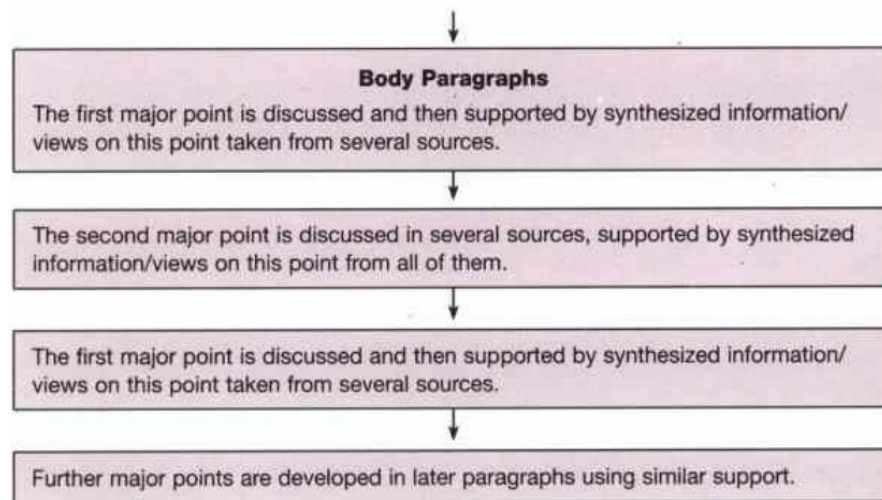 Body Paragraphs
The first major point is discussed and then supported by synthesized information/
views on this point taken from several sources.
The second major point is discussed in several sources, supported by synthesized
information/views on this point from all of them.
The first major point is discussed and then supported by synthesized information/
views on this point taken from several sources.
Further major points are developed in later paragraphs using similar support.